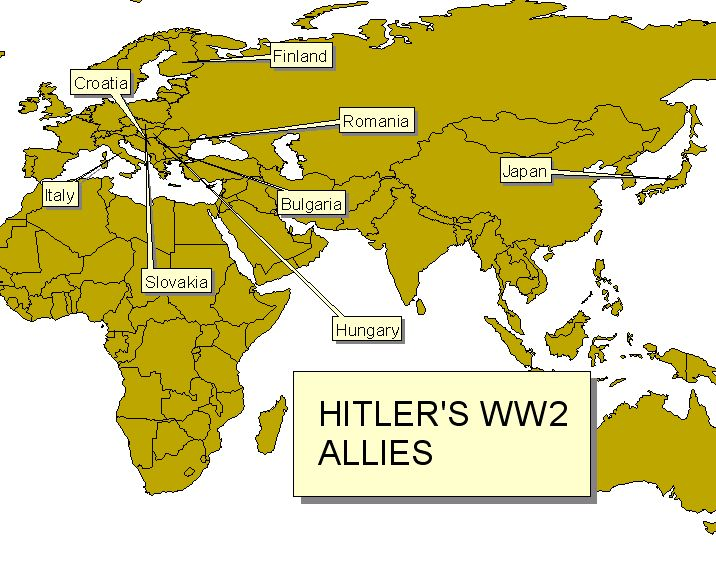 Finland
Croatia
Romania
Japan
Italy
Bulgaria
Slovakia
Hungary
HITLER'S WW2
ALLIES